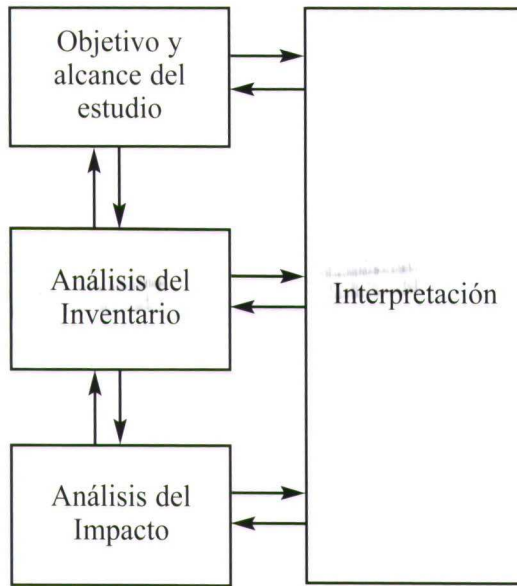 Objetivo y
alcance del
estudio
Análisis del
Inventario
Interpretación
Análisis del
Impacto